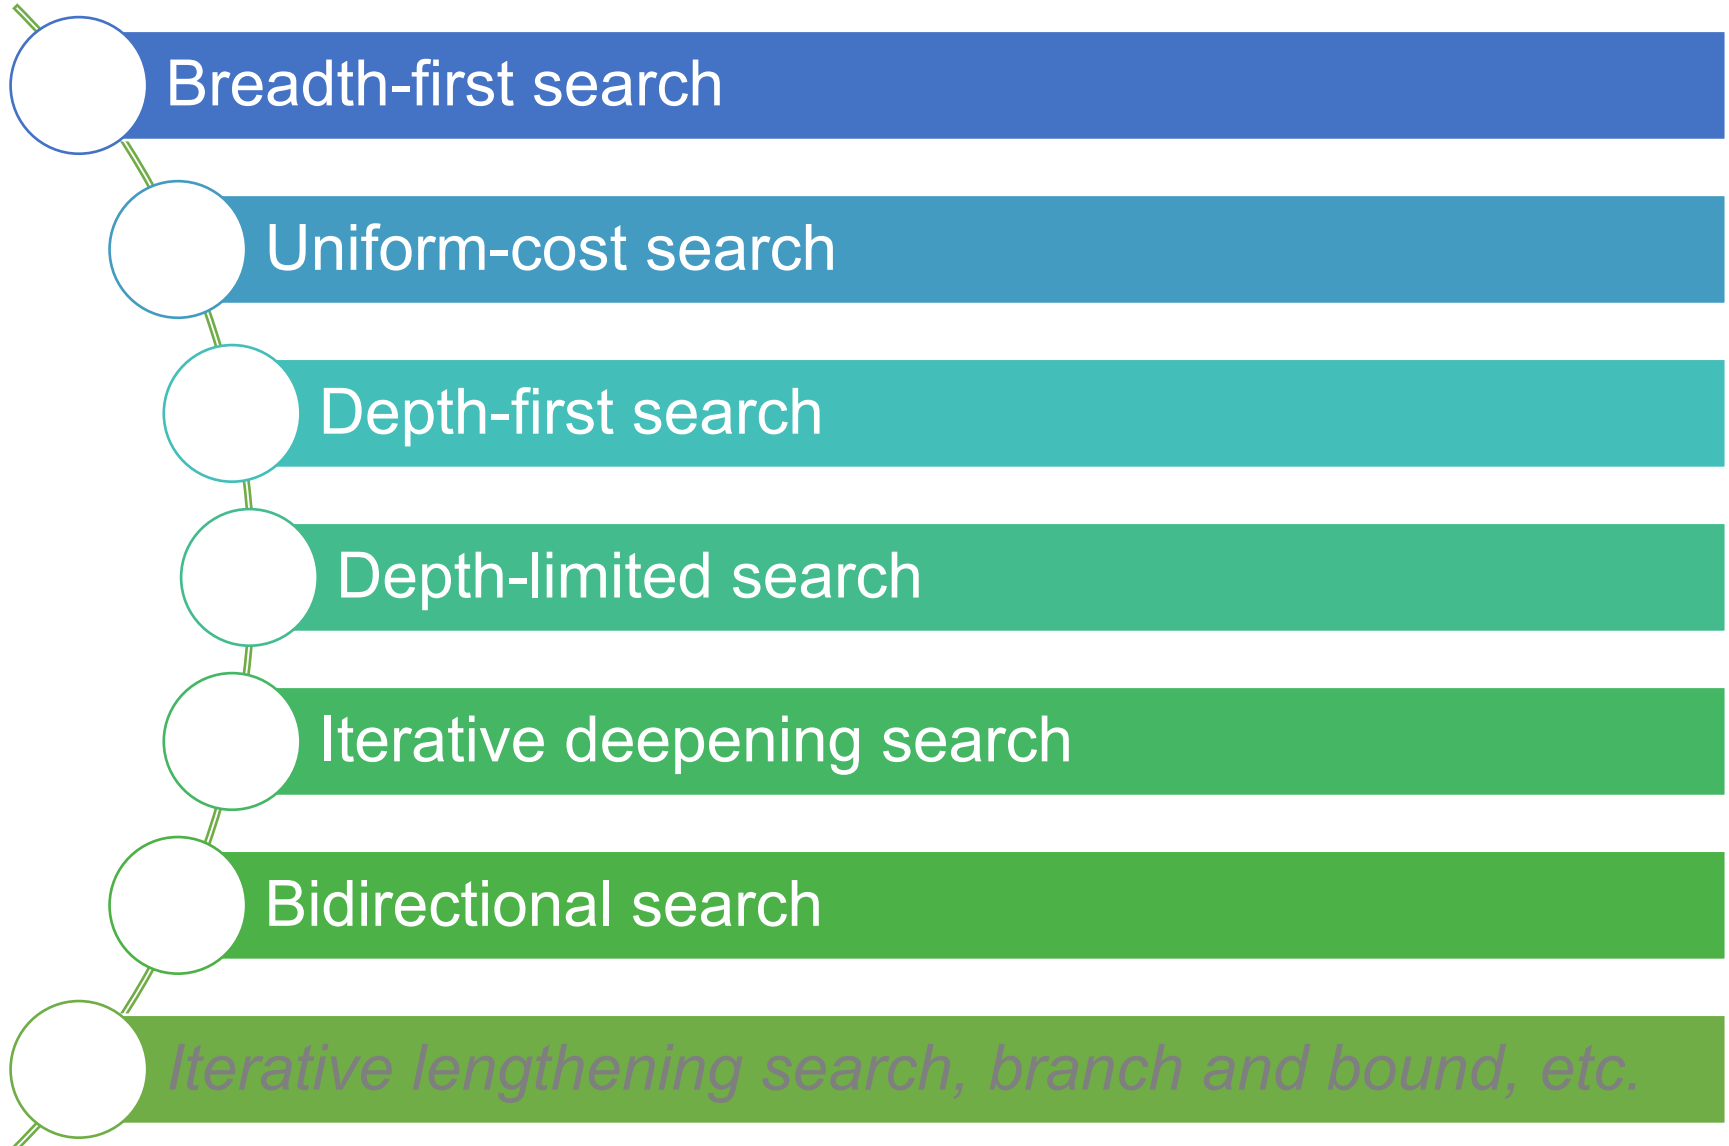 Breadth-first search
Uniform-cost search
Depth-first search
Depth-limited search
Iterative deepening search
Bidirectional search
Iterative lengthening search, branch and bound, etc.